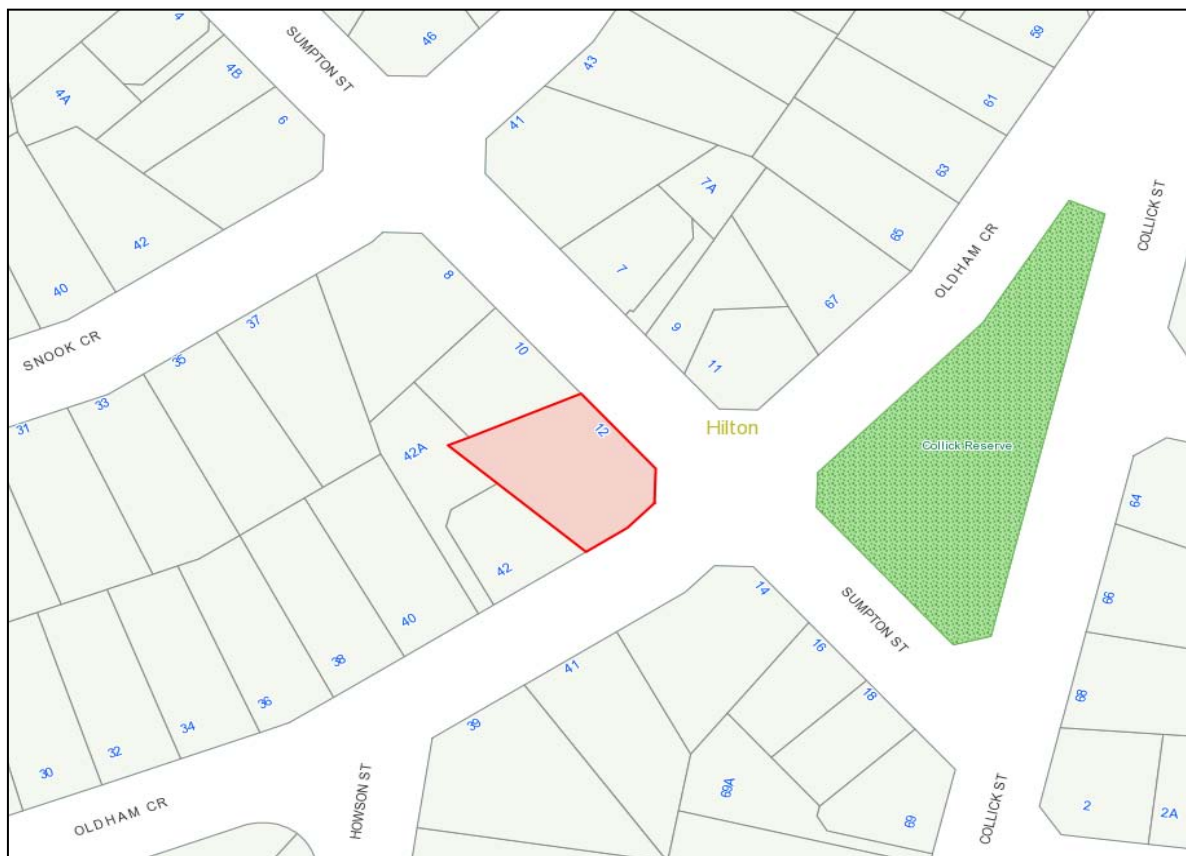 4
SUMPTON ST
46
43
59
4A
4B
6
41
61
7A
63
COLLICK ST
42
40
7
65
OLDHAM CR
8
67
9
SNOOK CR
37
35
10
11
33
31
12
Hilton
42A
Collick Reserve
64
42
14
SUMPTON ST
66
40
16
38
41
18
68
36
39
34
32
30
69A
69
2
2A
OLDHAM CR
HOWSON ST
COLLICK ST